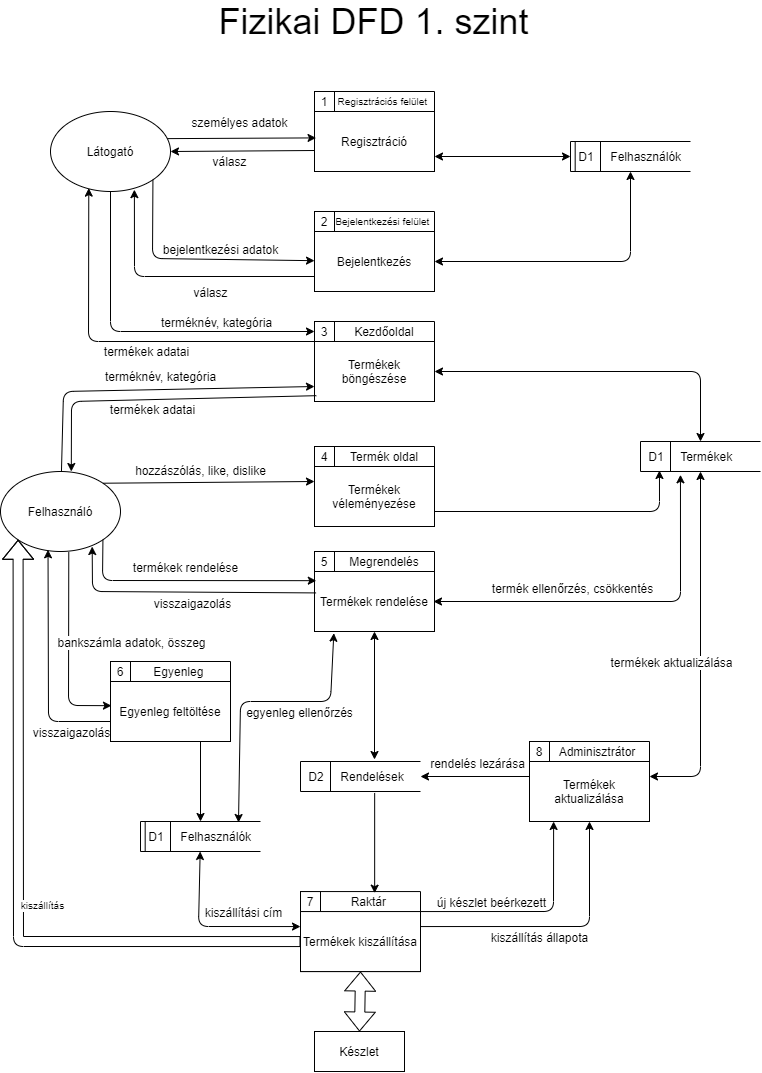 Fizikai DFD 1. szint
1
Regisztrációs felület
személyes adatok
Látogató
Regisztráció
válasz
D1
Felhasználók
2
Bejelentkezési felület
bejelentkezési adatok
Bejelentkezés
válasz
terméknév, kategória
3
Kezdőoldal
termékek adatai
Termékek
böngészése
terméknév, kategória
termékek adatai
4
Termék oldal
D1
Termékek
hozzászólás, like, dislike
Termékek
véleményezése
Felhasználó
5
Megrendelés
termékek rendelése
termék ellenőrzés, csökkentés
visszaigazolás
Termékek rendelése
bankszámla adatok, összeg
termékek aktualizálása
6
Egyenleg
Egyenleg feltöltése
egyenleg ellenőrzés
visszaigazolás
8
Adminisztrátor
rendelés lezárása
D2
Rendelések
Termékek
aktualizálása
D1
Felhasználók
kiszállítás
7
Raktár
új készlet beérkezett
kiszállítási cím
kiszállítás állapota
Termékek kiszállítása
Készlet